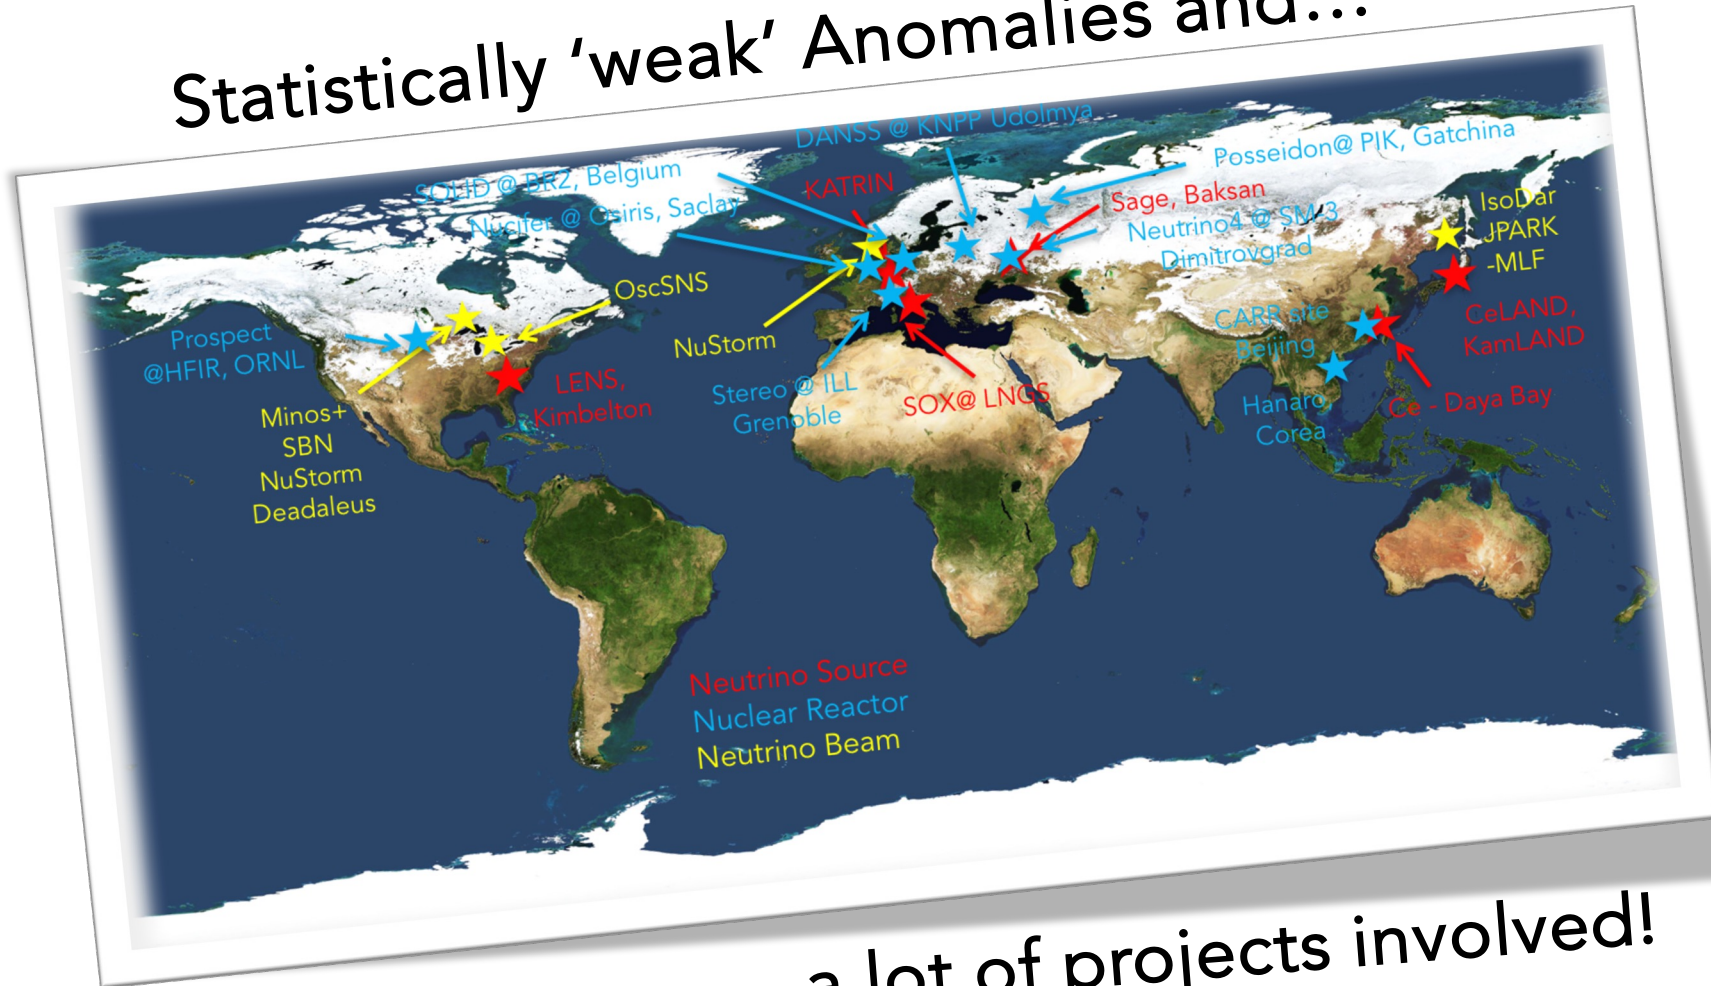 Statistically ‘weak’ Anomalies and...
DANSS @ KNPP Udolmya
Posseidon@ PIK, Gatchina
SOLID @ BR2, Belgium
KATRIN
Sage, Baksan
Nucifer @ Osiris, Saclay
Neutrino4 @ SM-3
Dimitrovgrad
IsoDar
JPARK
-MLF
OscSNS
Prospect
@HFIR, ORNL
NuStorm
CARR site
Beijing
CeLAND,
KamLAND
LENS,
Kimbelton
Stereo @ ILL
Grenoble
SOX@ LNGS
Hanaro
Corea
Ce - Daya Bay
Minos+
SBN
NuStorm
Deadaleus
Neutrino Source
Nuclear Reactor
Neutrino Beam
a lot of projects involved!